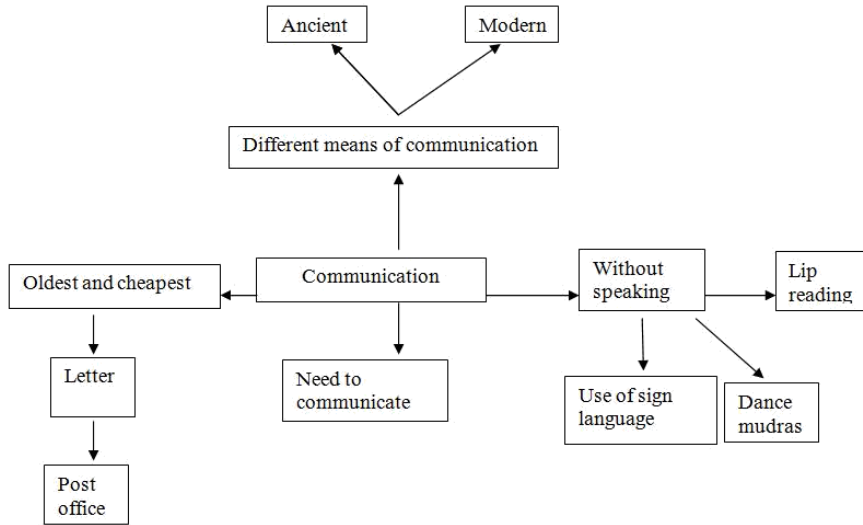 Ancient
Modern
Different means of communication
Oldest and cheapest
Communication
Without
speaking
Lip
reading
Letter
Need to
communicate
Use of sign
language
Dance
mudras
Post
office